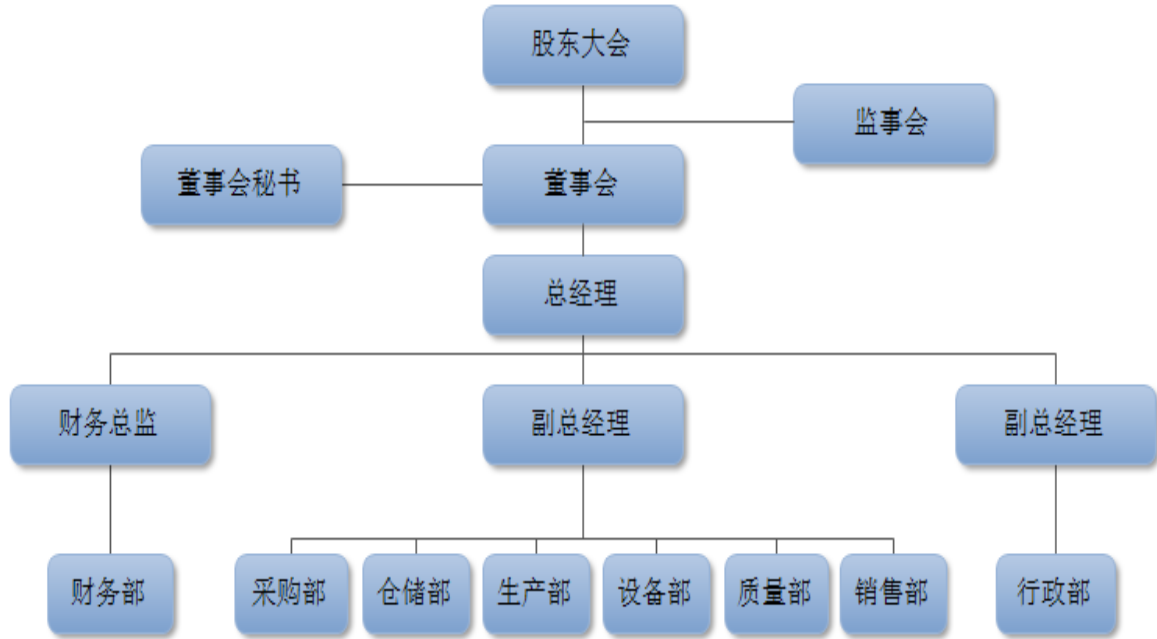 股东大会
监事会
董事会秘书
董事会
总经理
财务总监
副总经理
副总经理
财务部
采购部
仓储部
生产部
设备部
质量部
销售部
行政部